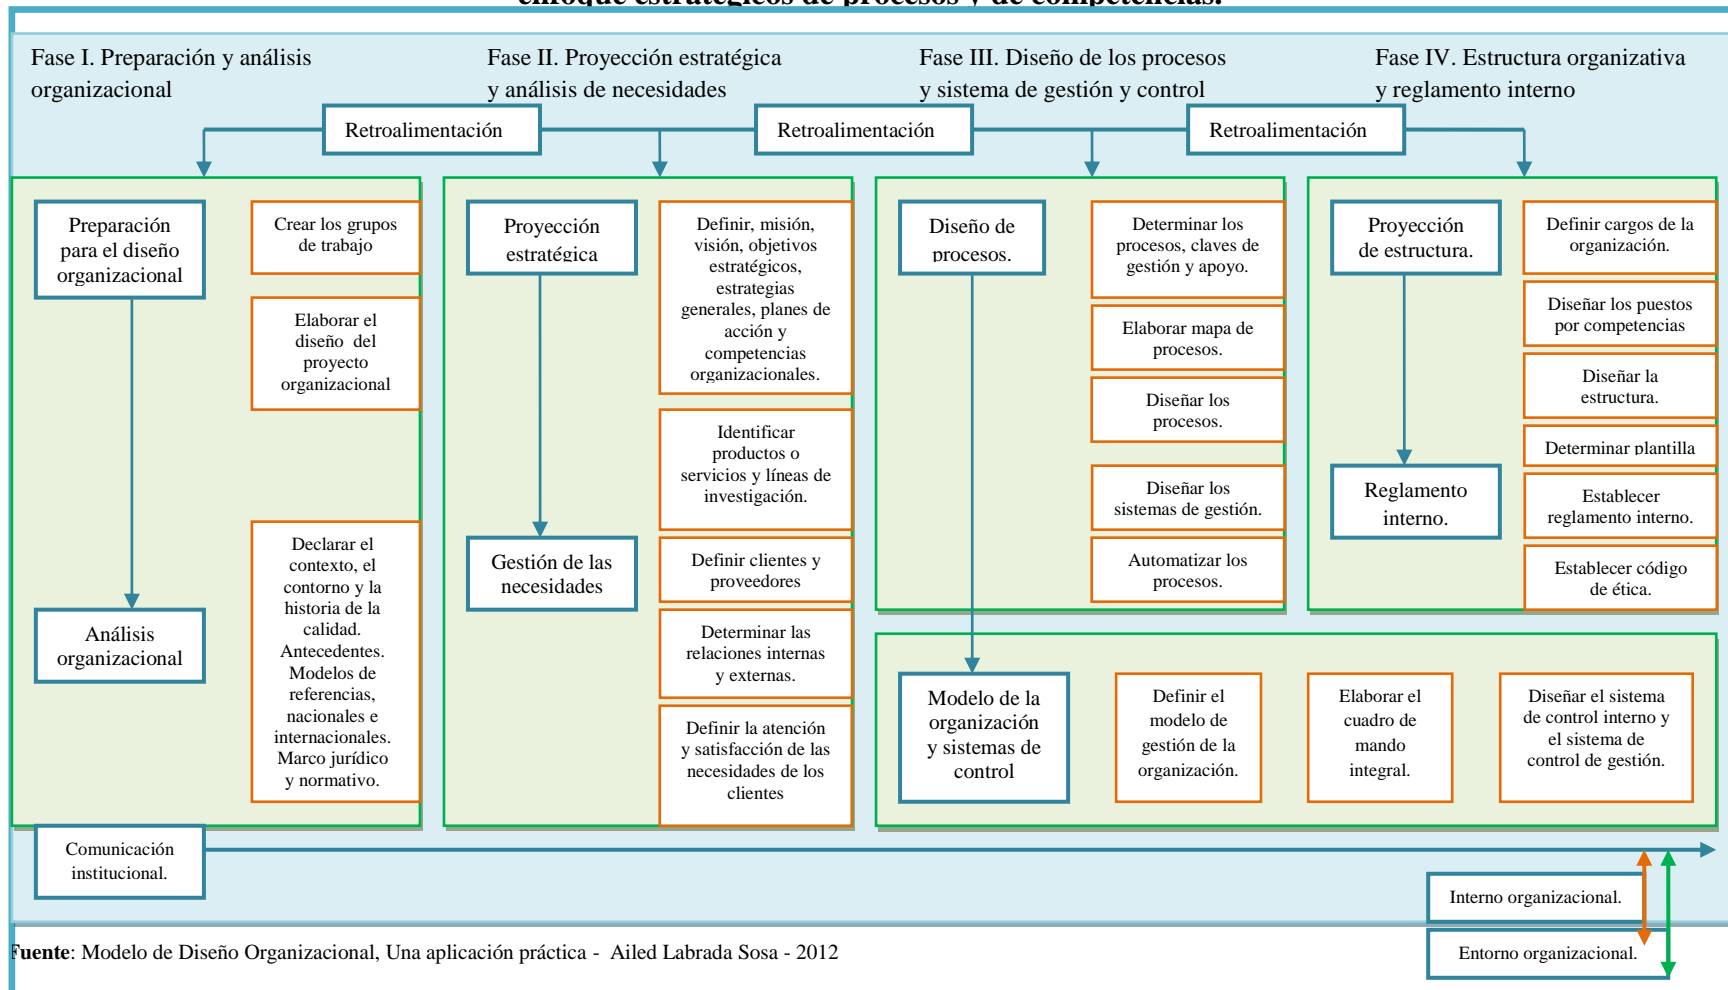 enfoque estratégicos de procesos y de competencias.
Fase I. Preparación y análisis
organizacional
Fase II. Proyección estratégica
y análisis de necesidades
Fase III. Diseño de los procesos
y sistema de gestión y control
Fase IV. Estructura organizativa
y reglamento interno
Retroalimentación
Retroalimentación
Retroalimentación
Preparación
para el diseño
organizacional
Crear los grupos
de trabajo
Elaborar el
diseño del
proyecto
organizacional
Análisis
organizacional
Declarar el
contexto, el
contorno y la
historia de la
calidad.
Antecedentes.
Modelos de
referencias,
nacionales e
internacionales.
Marco jurídico
y normativo.
Proyección
estratégica
Definir, misión,
visión, objetivos
estratégicos,
estrategias
generales, planes de
acción y
competencias
organizacionales.
Identificar
productos o
servicios y líneas de
investigación.
Gestión de las
necesidades
Definir clientes y
proveedores
Determinar las
relaciones internas
y externas.
Definir la atención
y satisfacción de las
necesidades de los
clientes
Diseño de
procesos.
Determinar los
procesos, claves de
gestión y apoyo.
Elaborar mapa de
procesos.
Diseñar los
procesos.
Diseñar los
sistemas de gestión.
Automatizar los
procesos.
Proyección
de estructura.
Definir cargos de la
organización.
Diseñar los puestos
por competencias
Diseñar la
estructura.
Determinar plantilla
Reglamento
interno.
Establecer
reglamento interno.
Establecer código
de ética.
Modelo de la
organización
y sistemas de
control
Definir el
modelo de
gestión de la
organización.
Elaborar el
cuadro de
mando
integral.
Diseñar el sistema
de control interno y
el sistema de
control de gestión.
Comunicación
institucional.
Interno organizacional.
Entorno organizacional.
Fuente: Modelo de Diseño Organizacional, Una aplicación práctica - Ailed Labrada Sosa - 2012